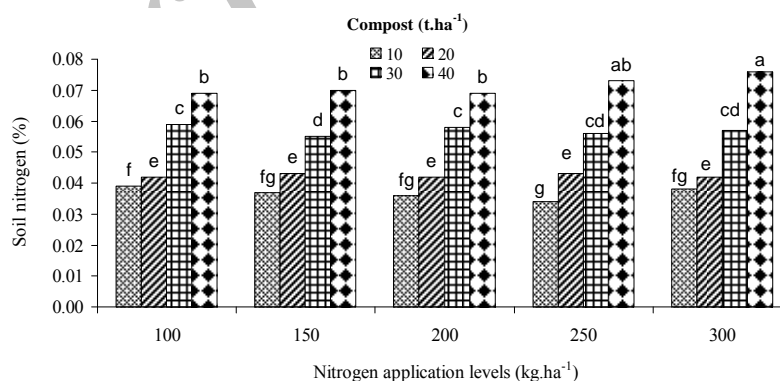 Compost (t.ha⁻¹)
10 20
30 40
Soil nitrogen (%)
0.08
0.07
0.06
0.05
0.04
0.03
0.02
0.01
0.00
f e c b
fg e d b
fg e c b
g e cd ab
fg e cd a
100 150 200 250 300
Nitrogen application levels (kg.ha⁻¹)